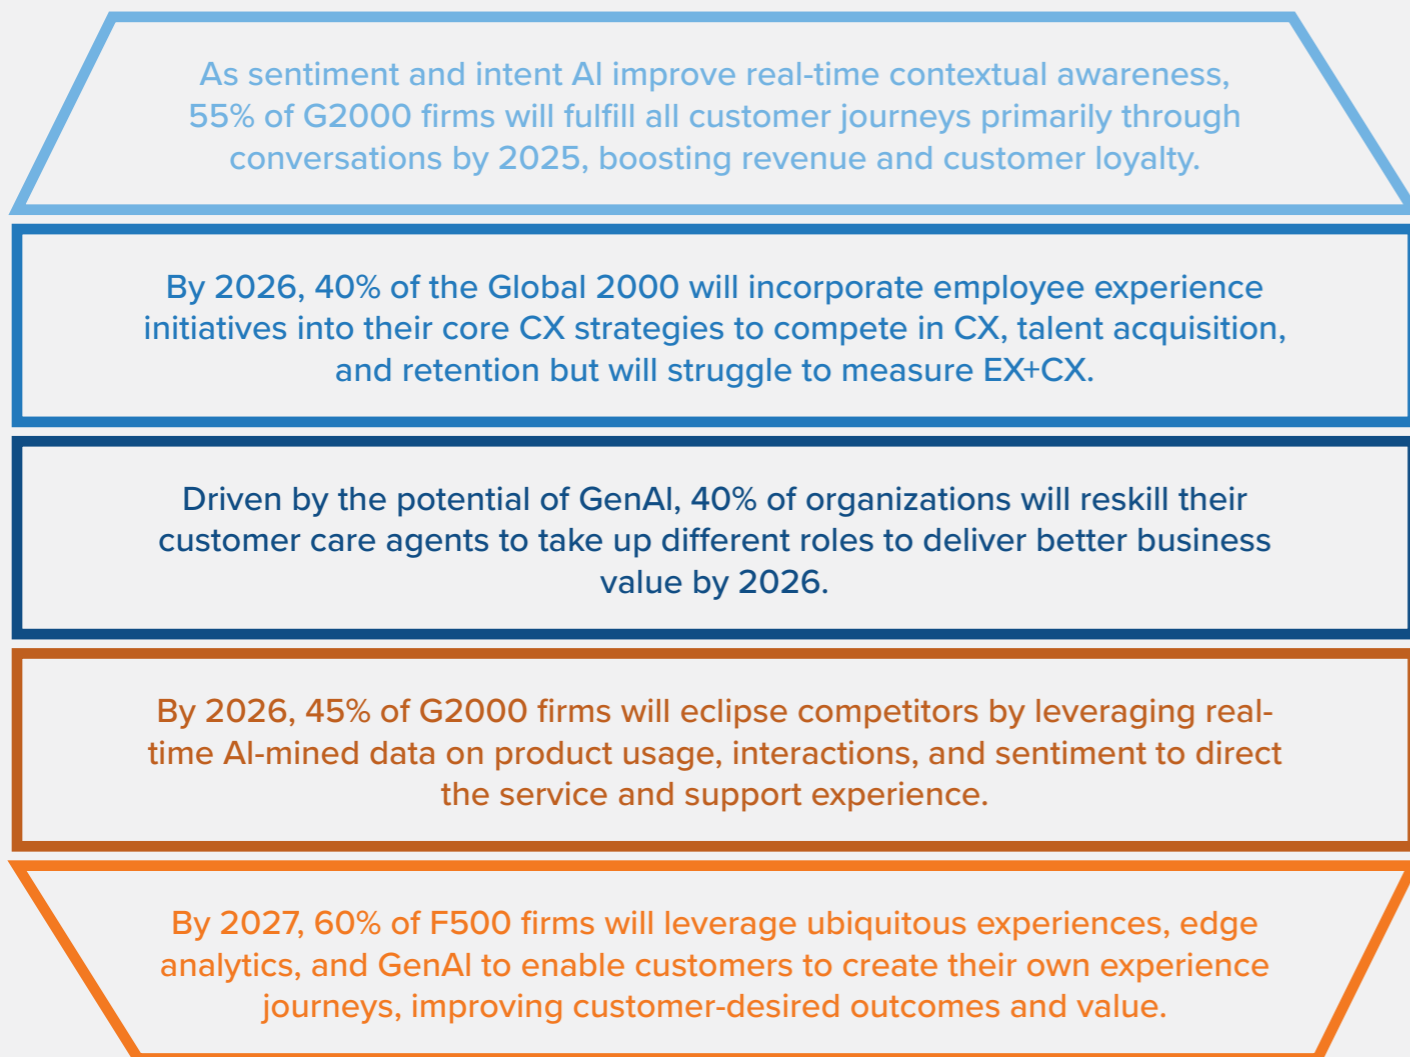 As sentiment and intent AI improve real-time contextual awareness,
55% of G2000 firms will fulfill all customer journeys primarily through
conversations by 2025, boosting revenue and customer loyalty.
By 2026, 40% of the Global 2000 will incorporate employee experience
initiatives into their core CX strategies to compete in CX, talent acquisition,
and retention but will struggle to measure EX+CX.
Driven by the potential of GenAI, 40% of organizations will reskill their
customer care agents to take up different roles to deliver better business
value by 2026.
By 2026, 45% of G2000 firms will eclipse competitors by leveraging real-
time AI-mined data on product usage, interactions, and sentiment to direct
the service and support experience.
By 2027, 60% of F500 firms will leverage ubiquitous experiences, edge
analytics, and GenAI to enable customers to create their own experience
journeys, improving customer-desired outcomes and value.